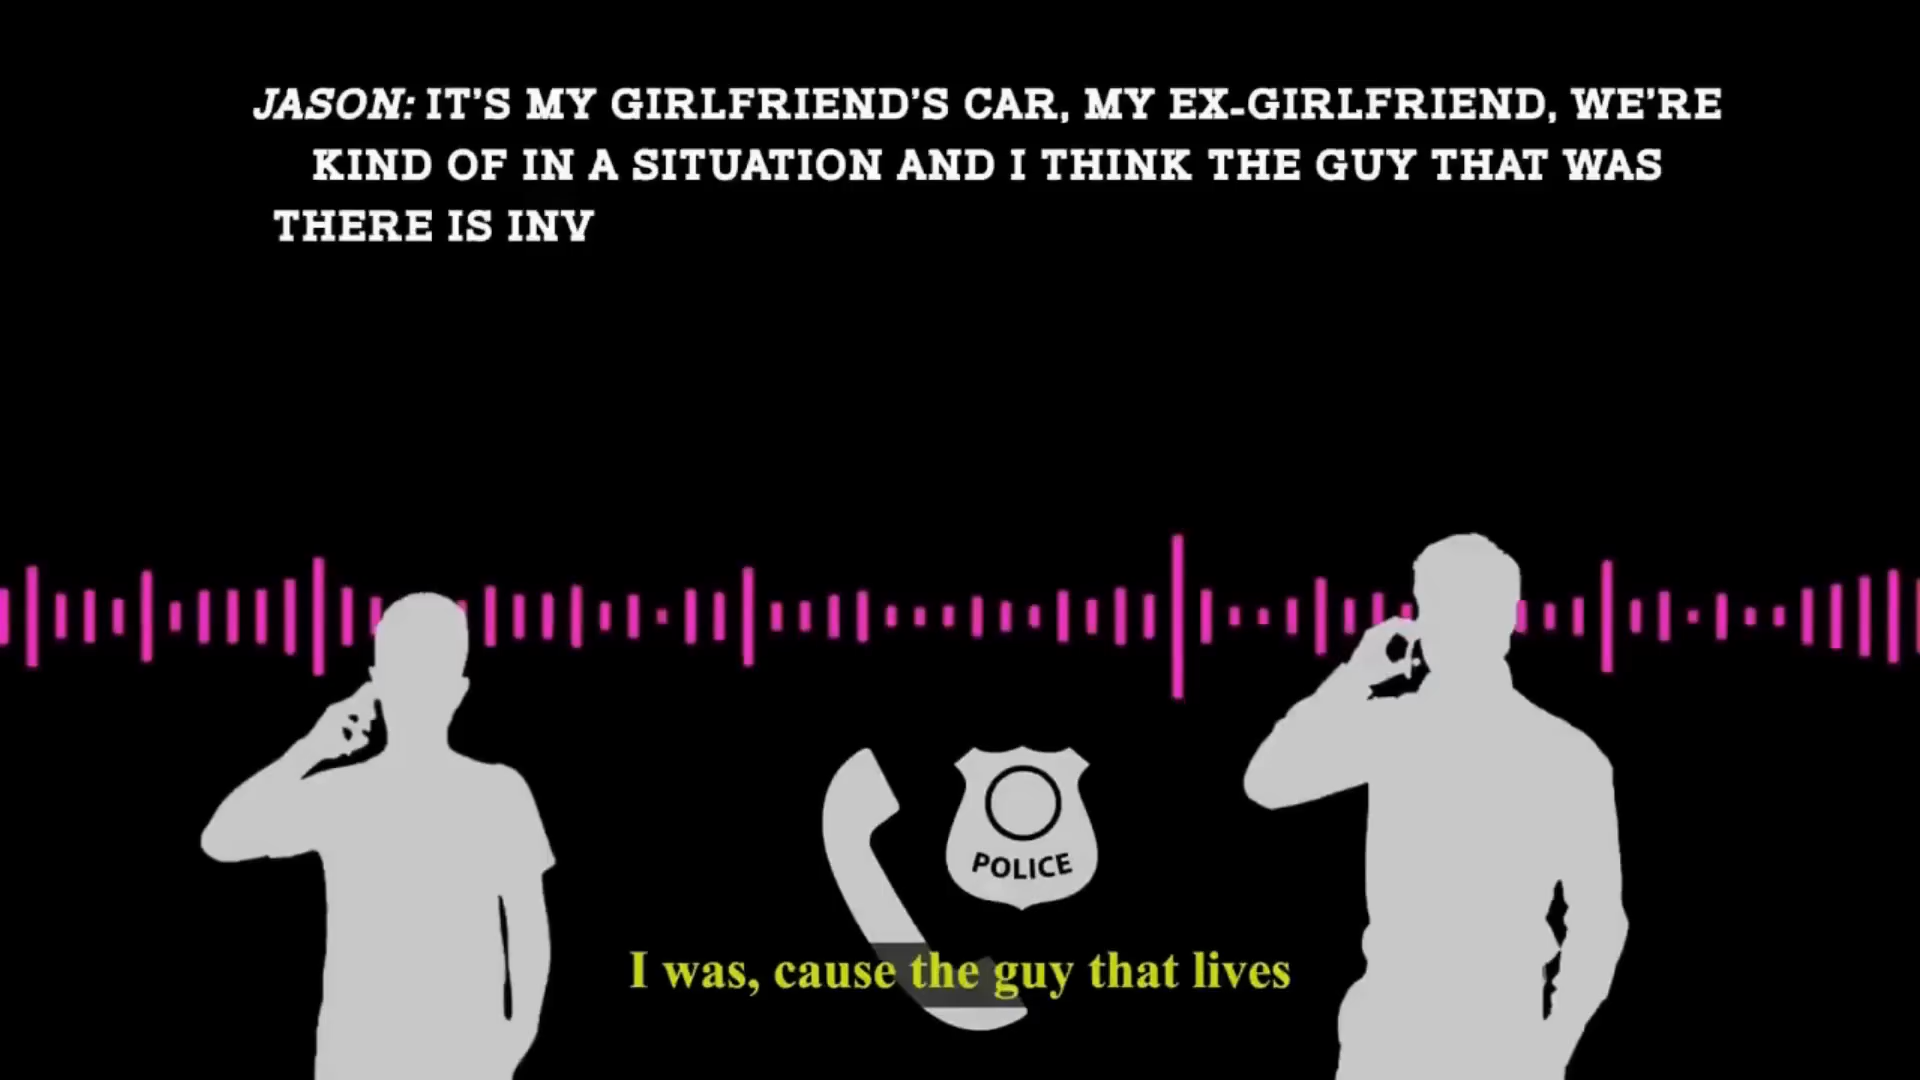 JASON: IT'S MY GIRLFRIEND'S CAR, MY EX-GIRLFRIEND, WE'RE
KIND OF IN A SITUATION AND I THINK THE GUY THAT WAS
THERE IS INV
POLICE
I was, cause the guy that lives